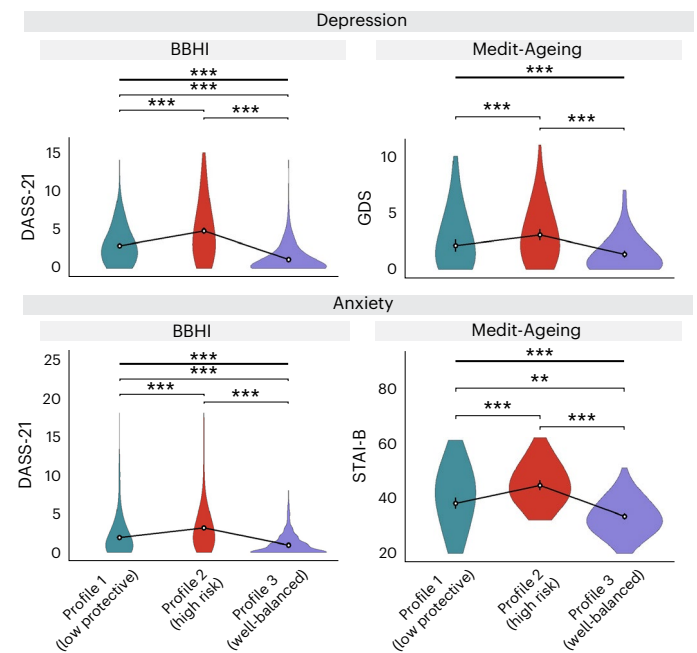 Depression
BBHI
Medit-Ageing
***
***
***
***
DASS-21
15
10
5
0
***
***
***
GDS
10
5
0
Anxiety
BBHI
Medit-Ageing
***
***
***
***
DASS-21
25
20
15
10
5
0
Profile 1
(low protective)
Profile 2
(high risk)
Profile 3
(well-balanced)
***
**
***
***
STAI-B
80
60
40
20
Profile 1
(low protective)
Profile 2
(high risk)
Profile 3
(well-balanced)